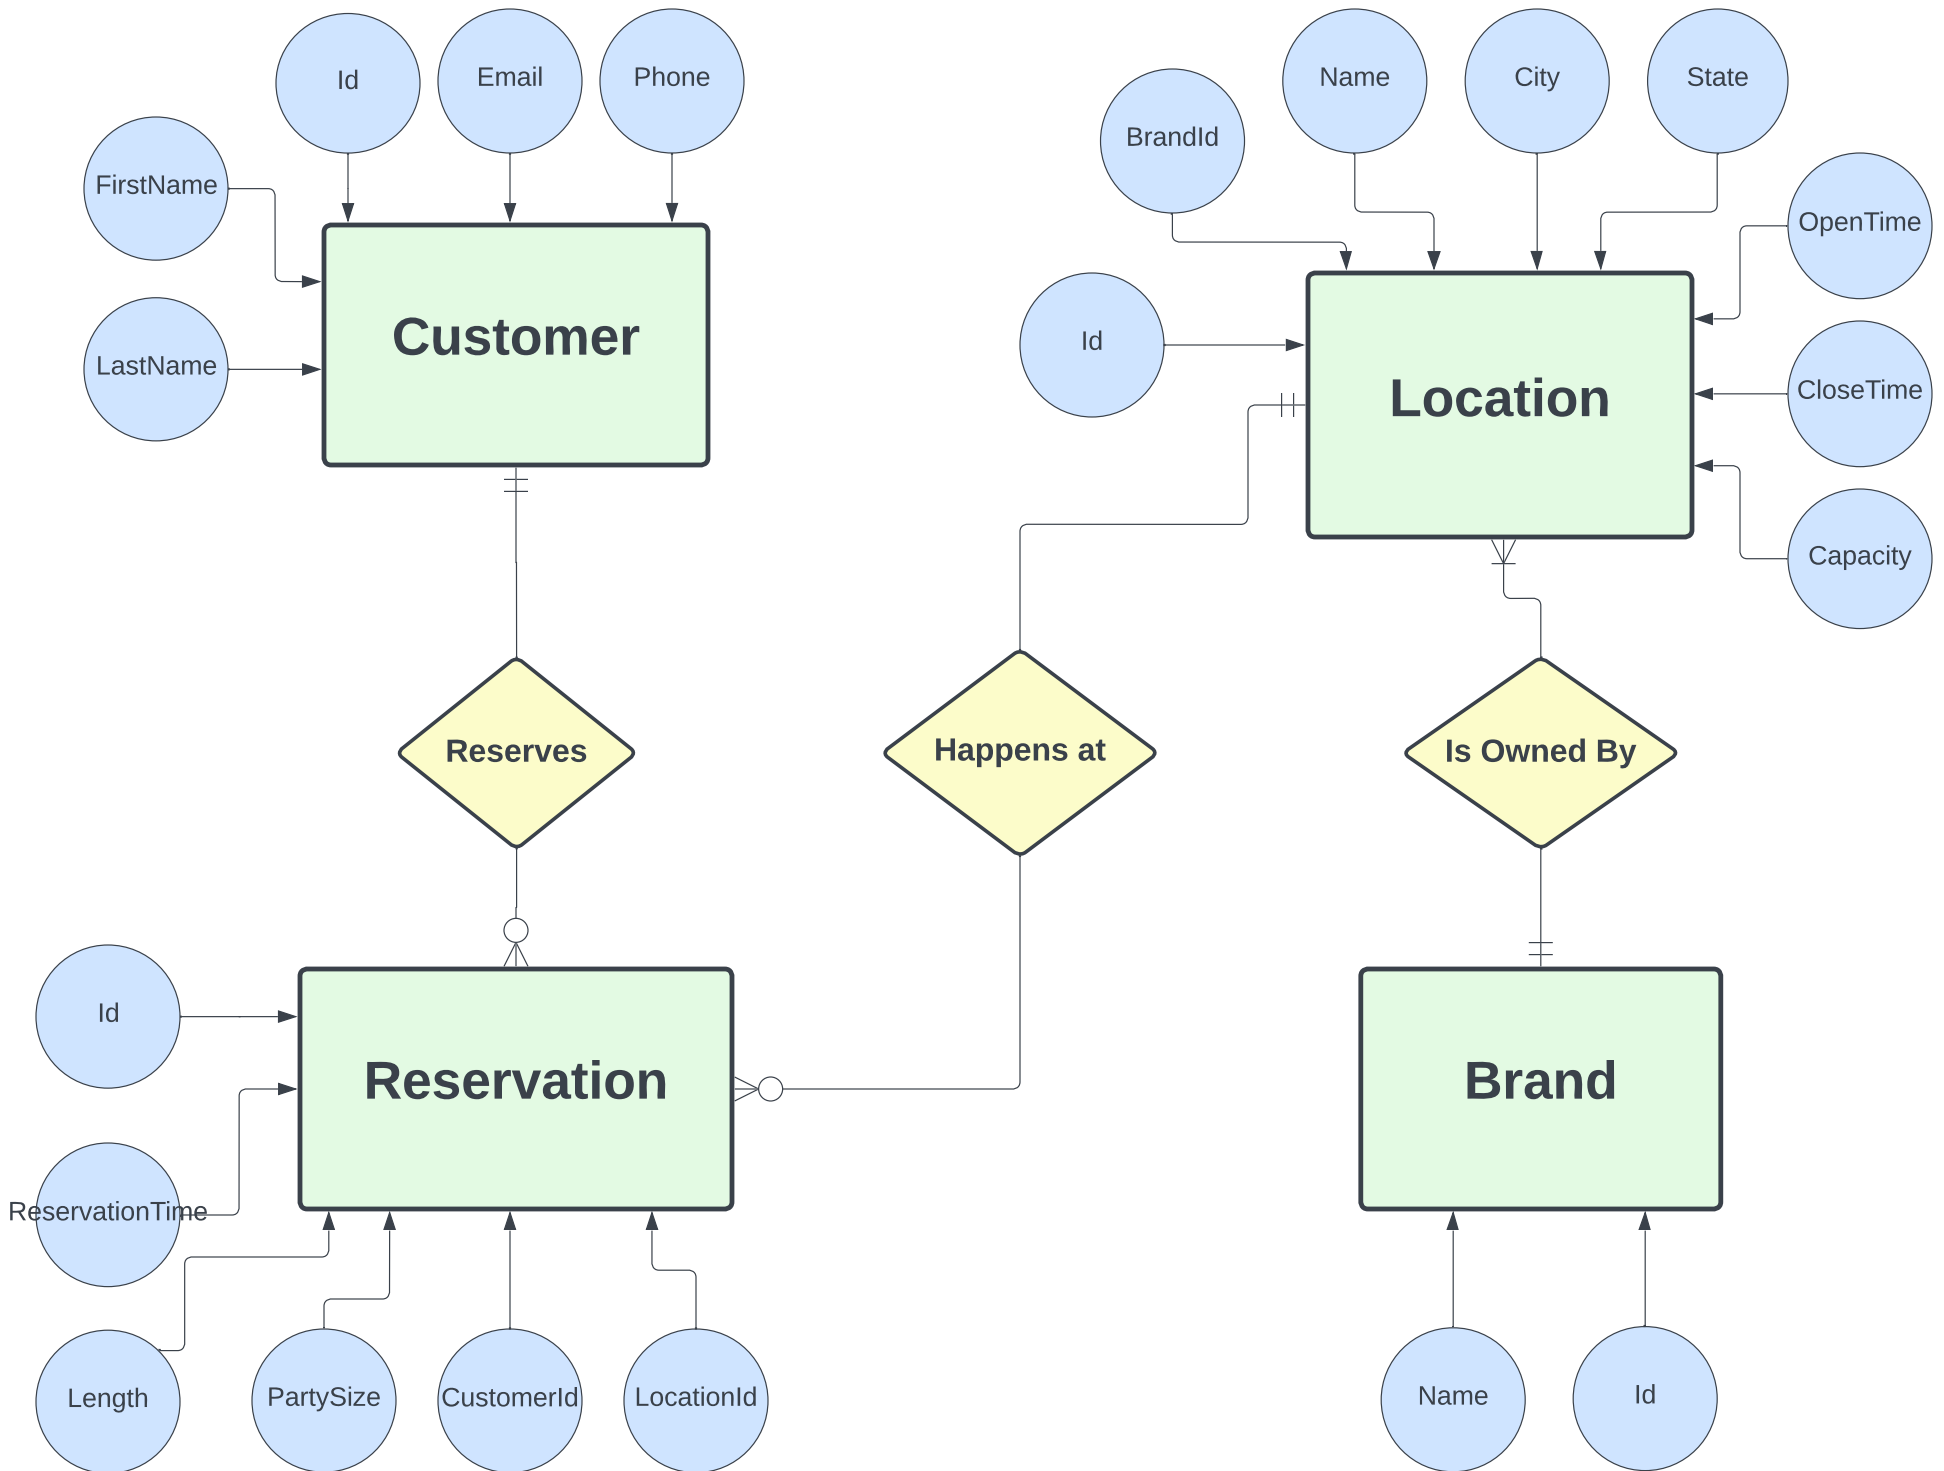 Id
Email
Phone
FirstName
LastName
Customer
BrandId
Name
City
State
OpenTime
Id
Location
CloseTime
Capacity
Reserves
Happens at
Is Owned By
Id
Reservation
ReservationTime
Length
PartySize
CustomerId
LocationId
Brand
Name
Id